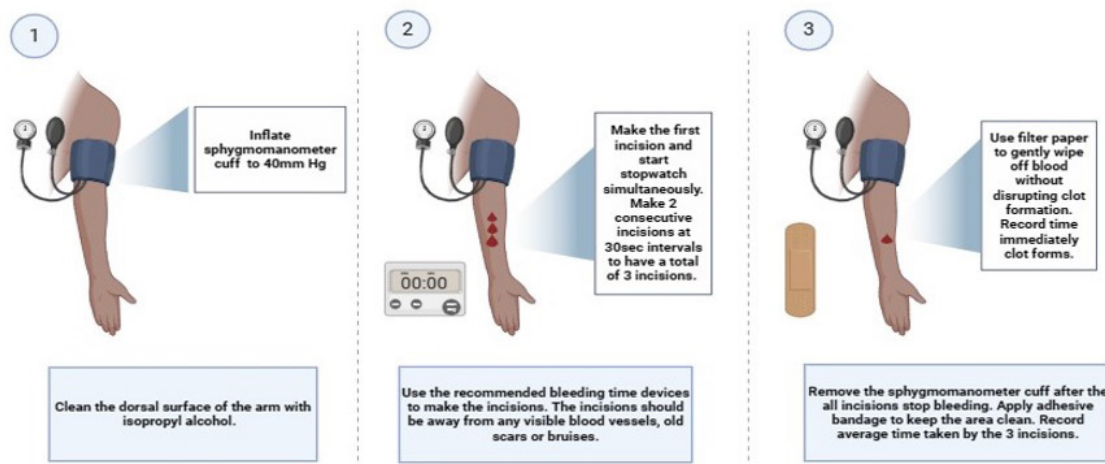 1
Inflate
sphygmomanometer
cuff to 40mm Hg
Clean the dorsal surface of the arm with
isopropyl alcohol.
2
Make the first
incision and
start
stopwatch
simultaneously.
Make 2
consecutive
incisions at
30sec intervals
to have a total
of 3 incisions.
00:00
Use the recommended bleeding time devices
to make the incisions. The incisions should
be away from any visible blood vessels, old
scars or bruises.
3
Use filter paper
to gently wipe
off blood
without
disrupting clot
formation.
Record time
immediately
clot forms.
Remove the sphygmomanometer cuff after the
all incisions stop bleeding. Apply adhesive
bandage to keep the area clean. Record
average time taken by the 3 incisions.